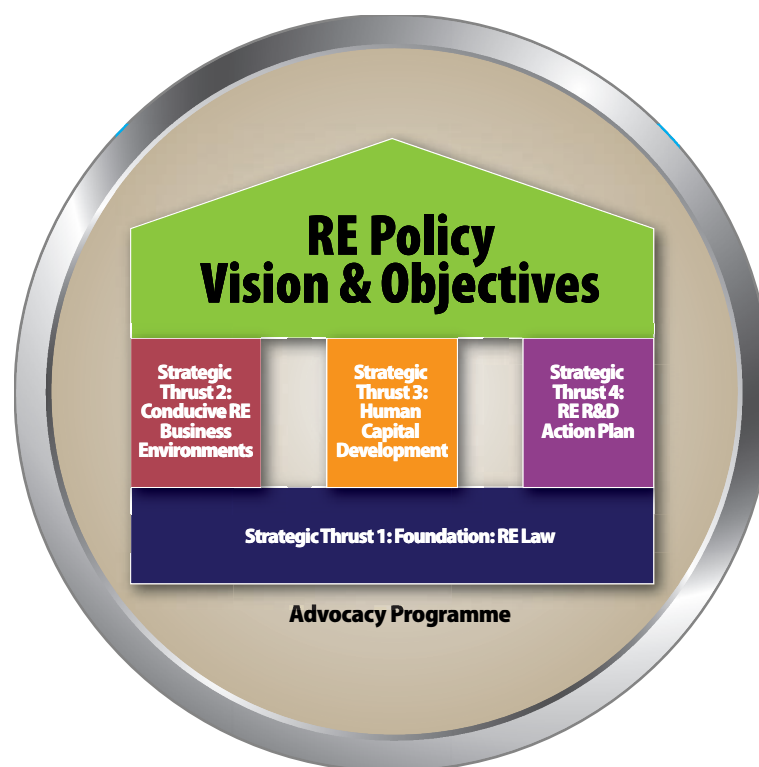 RE Policy
Vision & Objectives
Strategic
Thrust 2:
Conducive RE
Business
Environments
Strategic
Thrust 3:
Human
Capital
Development
Strategic
Thrust 4:
RE R&D
Action Plan
Strategic Thrust 1: Foundation: RE Law
Advocacy Programme